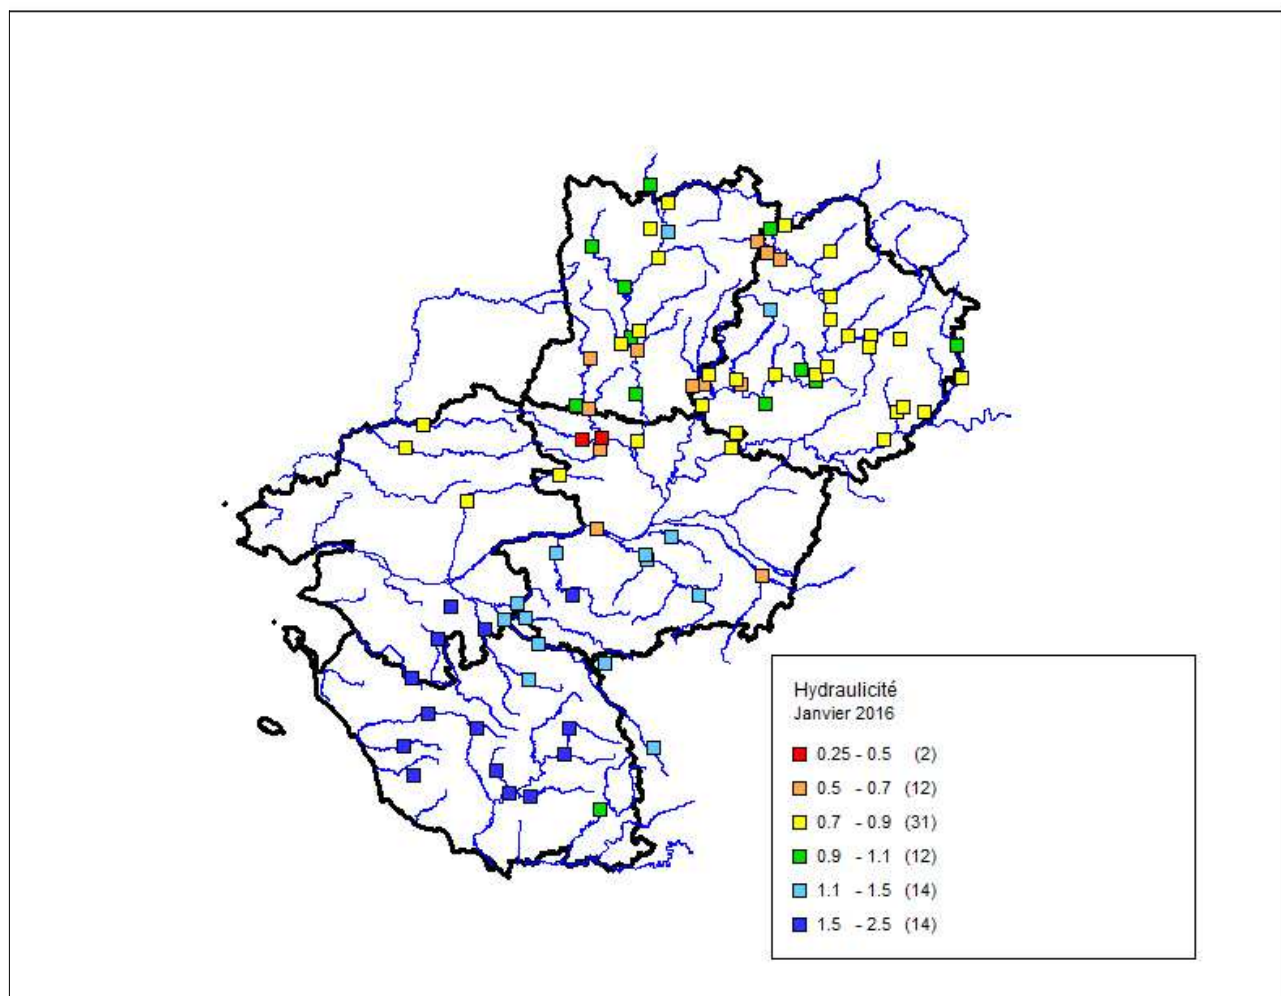 Hydraulicité
Janvier 2016
0.25 - 0.5 (2)
0.5 - 0.7 (12)
0.7 - 0.9 (31)
0.9 - 1.1 (12)
1.1 - 1.5 (14)
1.5 - 2.5 (14)